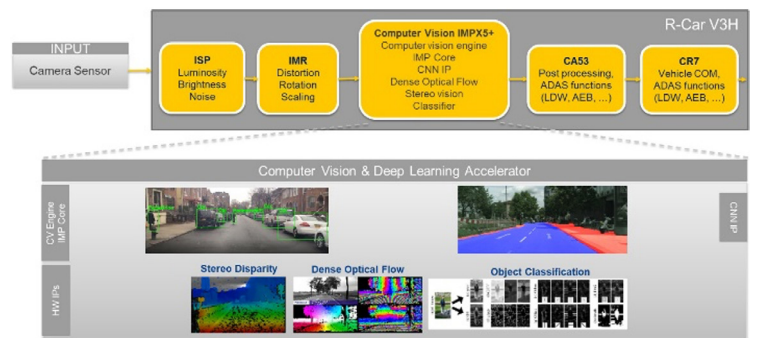 R-Car V3H
INPUT
Camera Sensor
ISP
Luminosity
Brightness
Noise
IMR
Distortion
Rotation
Scaling
Computer Vision IMPX5+
Computer vision engine
IMP Core
CNN IP
Dense Optical Flow
Stereo vision
Classifier
CA53
Post processing,
ADAS functions
(LDW, AEB, ...)
CR7
Vehicle COM,
ADAS functions
(LDW, AEB, ...)
Computer Vision & Deep Learning Accelerator
CV Engine
IMP Core
CNN IP
HW IPs
Stereo Disparity
Dense Optical Flow
Object Classification